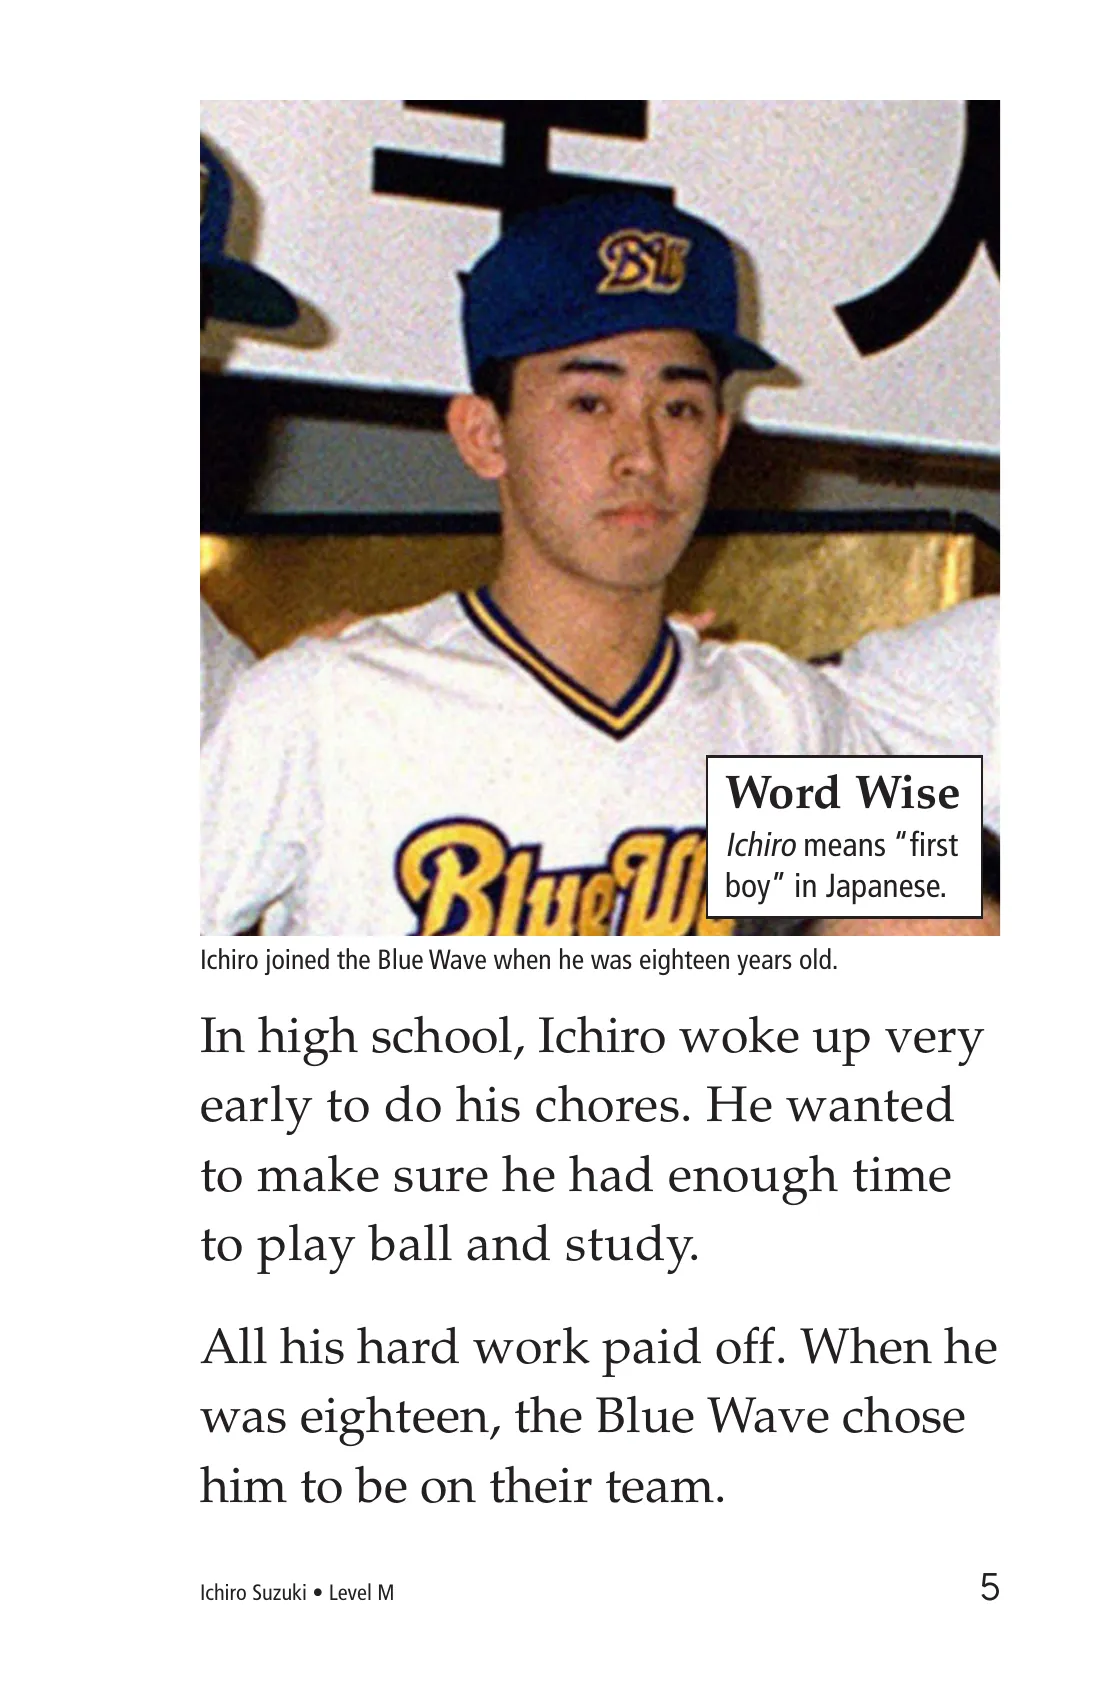 BW
Blue W
Word Wise
Ichiro means “first
boy” in Japanese.
Ichiro joined the Blue Wave when he was eighteen years old.
In high school, Ichiro woke up very
early to do his chores. He wanted
to make sure he had enough time
to play ball and study.
All his hard work paid off. When he
was eighteen, the Blue Wave chose
him to be on their team.
Ichiro Suzuki • Level M
5